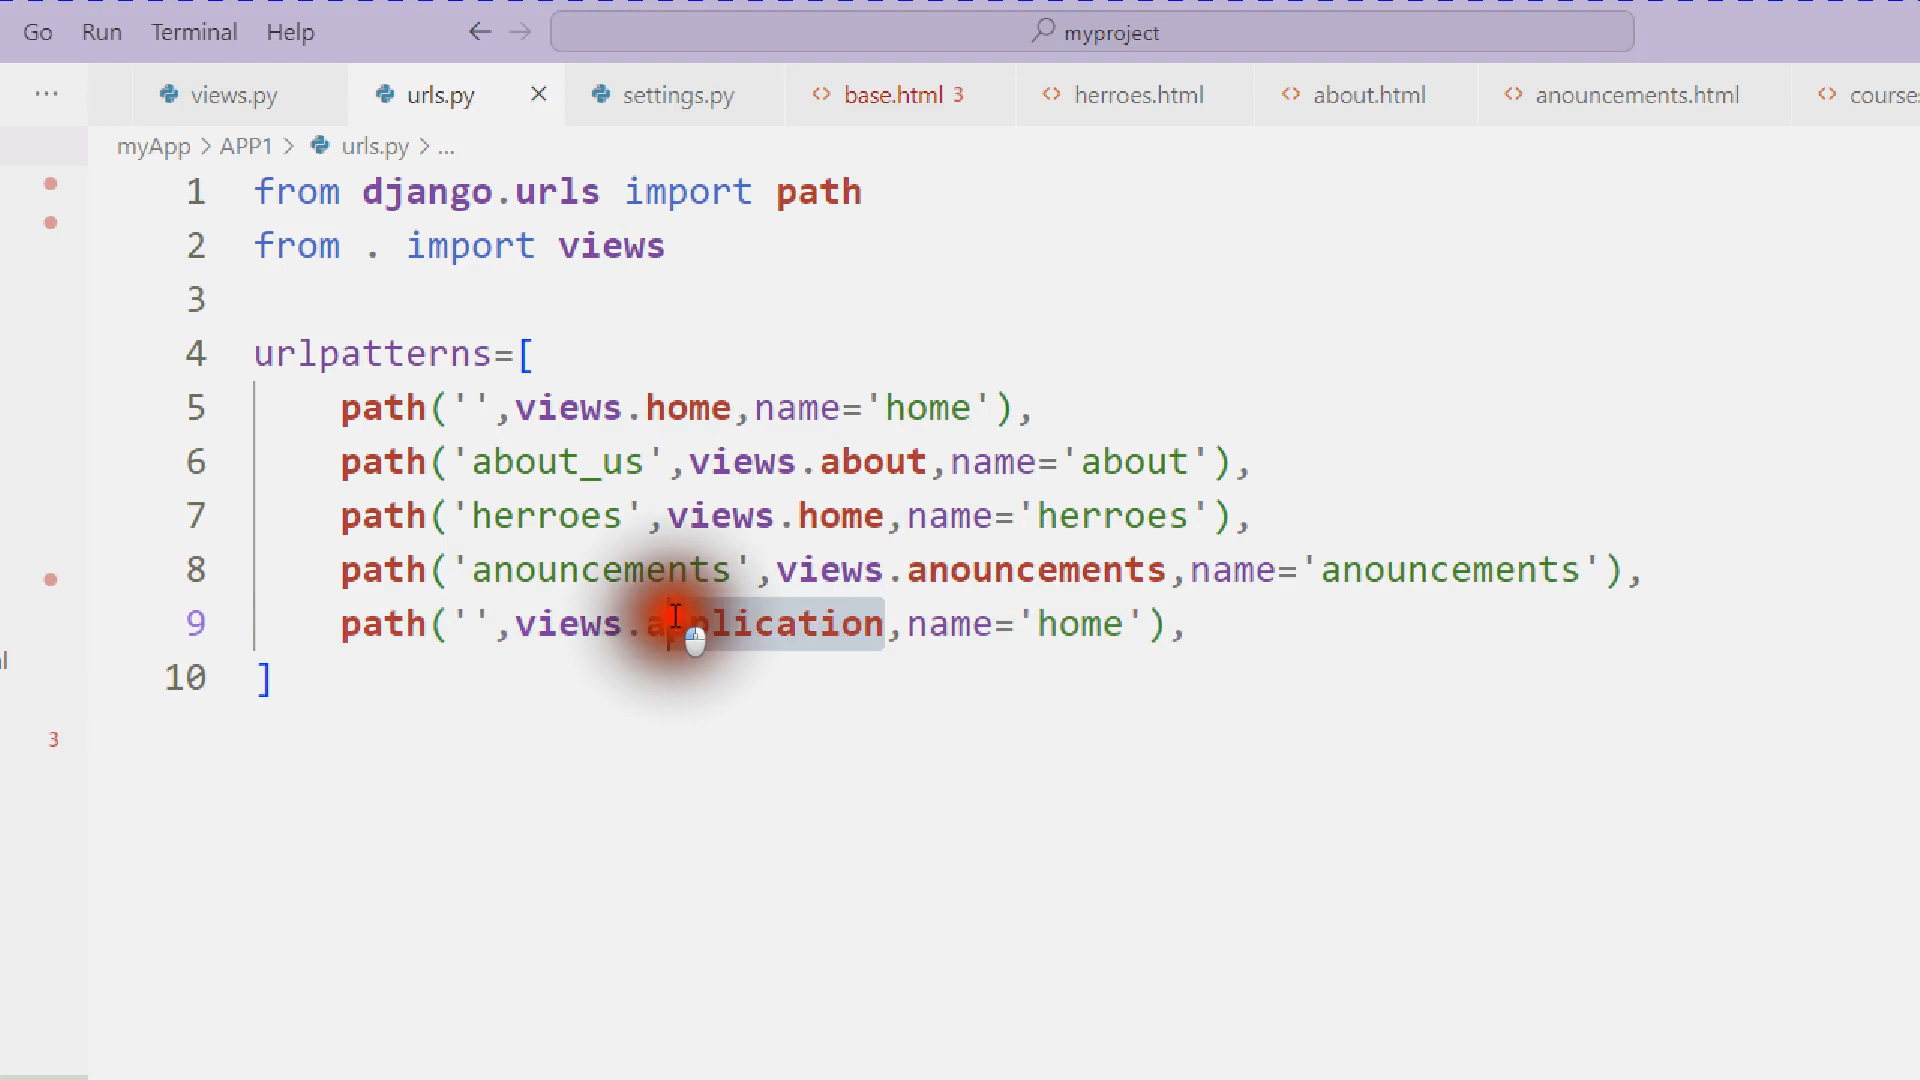 Go Run Terminal Help myproject
views.py urls.py settings.py base.html 3 herroes.html about.html anouncements.html course
myApp > APP1 > urls.py > ...
1 from django.urls import path
2 from . import views
3
4 urlpatterns=[
5 path('',views.home,name='home'),
6 path('about_us',views.about,name='about'),
7 path('herroes',views.home,name='herroes'),
8 path('anouncements',views.anouncements,name='anouncements'),
9 path('',views.application,name='home'),
10 ]
3